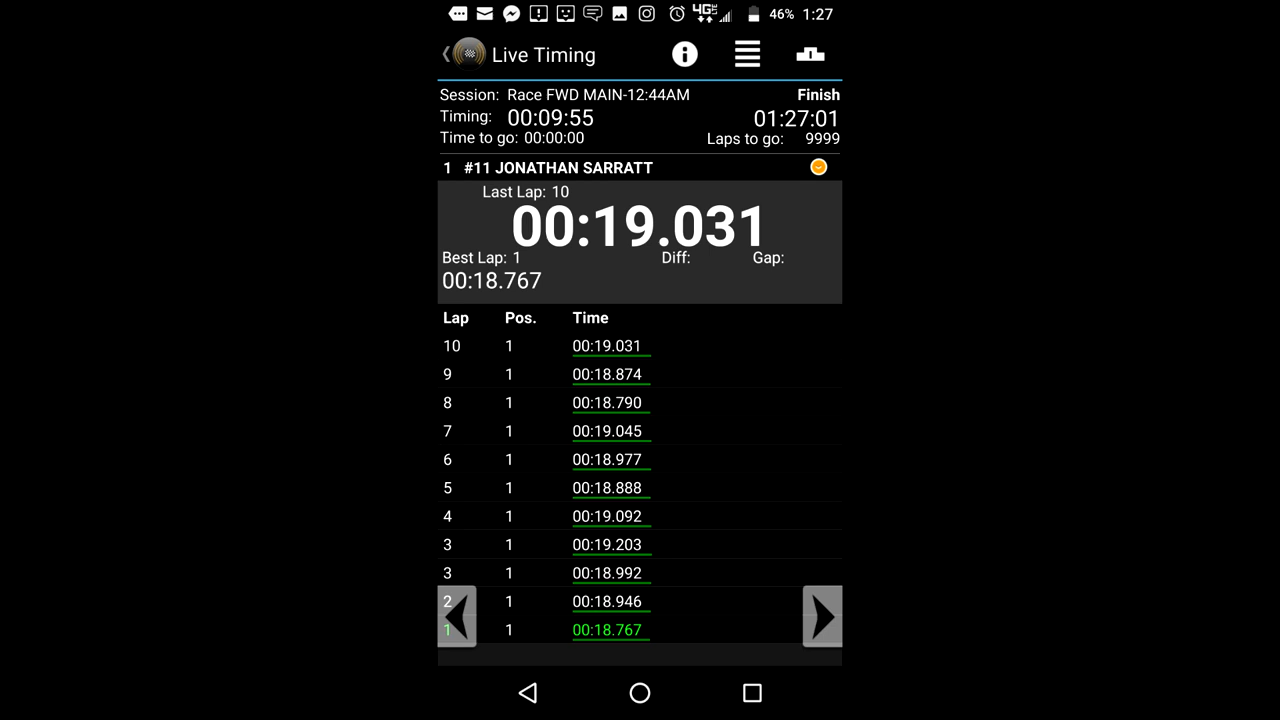 46% 1:27
Live Timing
Session: Race FWD MAIN-12:44AM Finish
Timing: 00:09:55 01:27:01
Time to go: 00:00:00 Laps to go: 9999
1 #11 JONATHAN SARRATT
Last Lap: 10
00:19.031
Best Lap: 1 Diff: Gap:
00:18.767
Lap Pos. Time
10 1 00:19.031
9 1 00:18.874
8 1 00:18.790
7 1 00:19.045
6 1 00:18.977
5 1 00:18.888
4 1 00:19.092
3 1 00:19.203
3 1 00:18.992
2 1 00:18.946
1 1 00:18.767